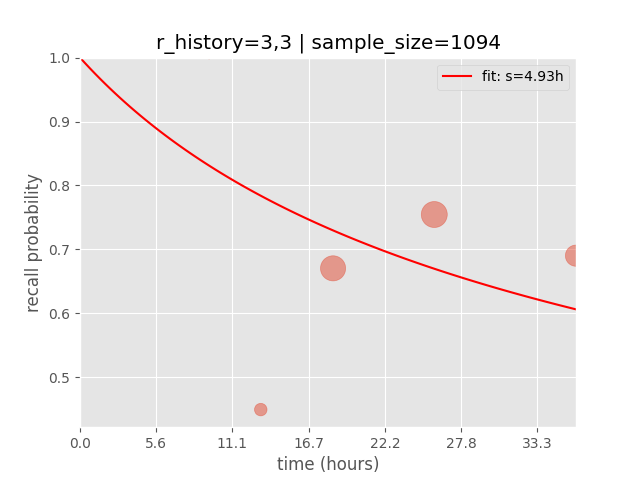 r_history=3,3 | sample_size=1094
fit: s=4.93h
recall probability
1.0
0.9
0.8
0.7
0.6
0.5
0.0 5.6 11.1 16.7 22.2 27.8 33.3
time (hours)